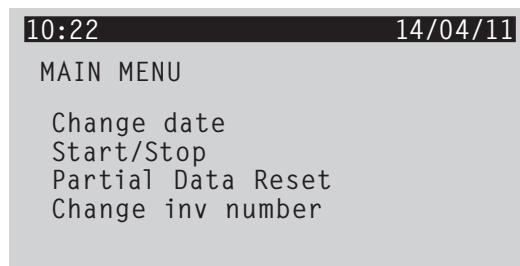 10:22 14/04/11
MAIN MENU
Change date
Start/Stop
Partial Data Reset
Change inv number